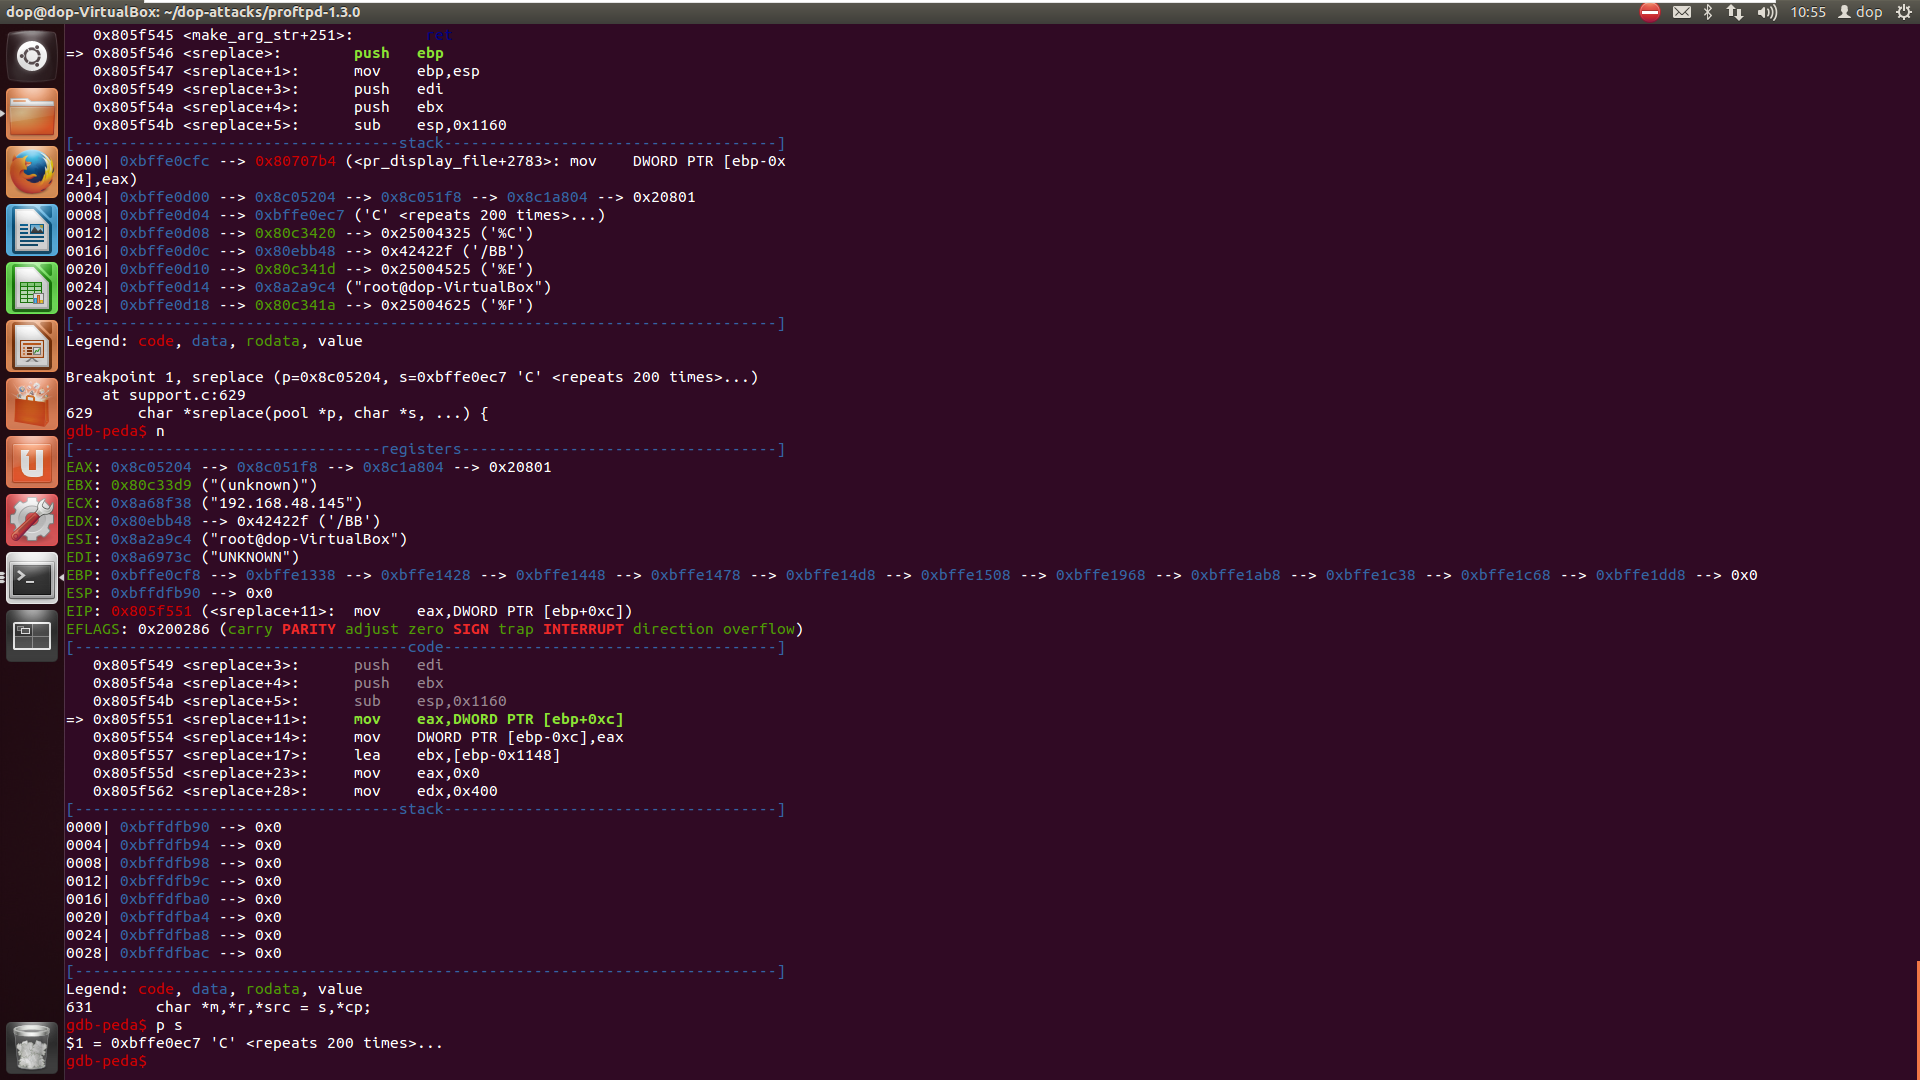 dop@dop-VirtualBox: ~/dop-attacks/proftpd-1.3.0
10:55 dop
0x805f545 <make_arg_str+251>: ret
=> 0x805f546 <sreplace>: push ebp
0x805f547 <sreplace+1>: mov ebp,esp
0x805f549 <sreplace+3>: push edi
0x805f54a <sreplace+4>: push ebx
0x805f54b <sreplace+5>: sub esp,0x1160
[------------------------------------stack-------------------------------------]
0000| 0xbffe0cfc --> 0x80707b4 (<pr_display_file+2783>: mov DWORD PTR [ebp-0x
24],eax)
0004| 0xbffe0d00 --> 0x8c05204 --> 0x8c051f8 --> 0x8c1a804 --> 0x20801
0008| 0xbffe0d04 --> 0xbffe0ec7 ('C' <repeats 200 times>...)
0012| 0xbffe0d08 --> 0x80c3420 --> 0x25004325 ('%C')
0016| 0xbffe0d0c --> 0x80ebb48 --> 0x42422f ('/BB')
0020| 0xbffe0d10 --> 0x80c341d --> 0x25004525 ('%E')
0024| 0xbffe0d14 --> 0x8a2a9c4 ("root@dop-VirtualBox")
0028| 0xbffe0d18 --> 0x80c341a --> 0x25004625 ('%F')
[------------------------------------------------------------------------------]
Legend: code, data, rodata, value
Breakpoint 1, sreplace (p=0x8c05204, s=0xbffe0ec7 'C' <repeats 200 times>...)
at support.c:629
629 char *sreplace(pool *p, char *s, ...) {
gdb-peda$ n
[----------------------------------registers-----------------------------------]
EAX: 0x8c05204 --> 0x8c051f8 --> 0x8c1a804 --> 0x20801
EBX: 0x80c33d9 ("(unknown)")
ECX: 0x8a68f38 ("192.168.48.145")
EDX: 0x80ebb48 --> 0x42422f ('/BB')
ESI: 0x8a2a9c4 ("root@dop-VirtualBox")
EDI: 0x8a6973c ("UNKNOWN")
EBP: 0xbffe0cf8 --> 0xbffe1338 --> 0xbffe1428 --> 0xbffe1448 --> 0xbffe1478 --> 0xbffe14d8 --> 0xbffe1508 --> 0xbffe1968 --> 0xbffe1ab8 --> 0xbffe1c38 --> 0xbffe1c68 --> 0xbffe1dd8 --> 0x0
ESP: 0xbffdfb90 --> 0x0
EIP: 0x805f551 (<sreplace+11>: mov eax,DWORD PTR [ebp+0xc])
EFLAGS: 0x200286 (carry PARITY adjust zero SIGN trap INTERRUPT direction overflow)
[-------------------------------------code-------------------------------------]
0x805f549 <sreplace+3>: push edi
0x805f54a <sreplace+4>: push ebx
0x805f54b <sreplace+5>: sub esp,0x1160
=> 0x805f551 <sreplace+11>: mov eax,DWORD PTR [ebp+0xc]
0x805f554 <sreplace+14>: mov DWORD PTR [ebp-0xc],eax
0x805f557 <sreplace+17>: lea ebx,[ebp-0x1148]
0x805f55d <sreplace+23>: mov eax,0x0
0x805f562 <sreplace+28>: mov edx,0x400
[------------------------------------stack-------------------------------------]
0000| 0xbffdfb90 --> 0x0
0004| 0xbffdfb94 --> 0x0
0008| 0xbffdfb98 --> 0x0
0012| 0xbffdfb9c --> 0x0
0016| 0xbffdfba0 --> 0x0
0020| 0xbffdfba4 --> 0x0
0024| 0xbffdfba8 --> 0x0
0028| 0xbffdfbac --> 0x0
[------------------------------------------------------------------------------]
Legend: code, data, rodata, value
631 char *m,*r,*src = s,*cp;
gdb-peda$ p s
$1 = 0xbffe0ec7 'C' <repeats 200 times>...
gdb-peda$